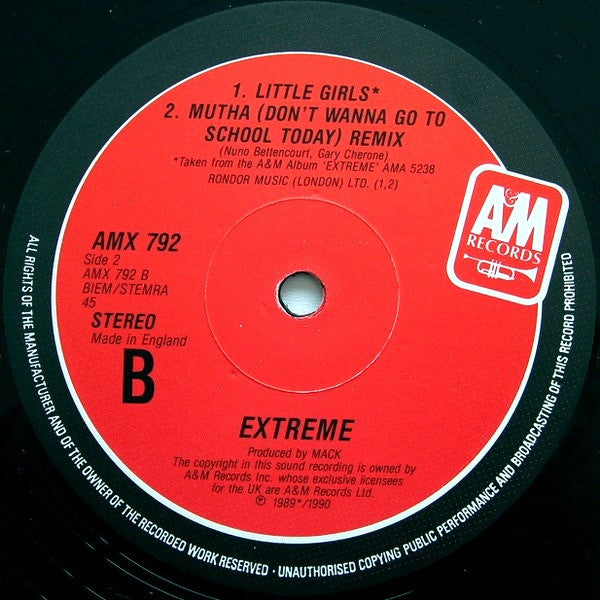 1. LITTLE GIRLS*
2. MUTHA (DON'T WANNA GO TO
SCHOOL TODAY) REMIX
(Nuno Bettencourt, Gary Cherone)
*Taken from the A&M Album 'EXTREME' AMA 5238
RONDOR MUSIC (LONDON) LTD. (1,2)
A&M
RECORDS
AMX 792
Side 2
AMX 792 B
BIEM/STEMRA
45
STEREO
Made in England
B
EXTREME
Produced by MACK
The copyright in this sound recording is owned by
A&M Records Inc. whose exclusive licensees
for the UK are A&M Records Ltd.
℗ 1989*/1990
ALL RIGHTS OF THE MANUFACTURER AND OF THE OWNER OF THE RECORDED WORK RESERVED · UNAUTHORISED COPYING PUBLIC PERFORMANCE AND BROADCASTING OF THIS RECORD PROHIBITED